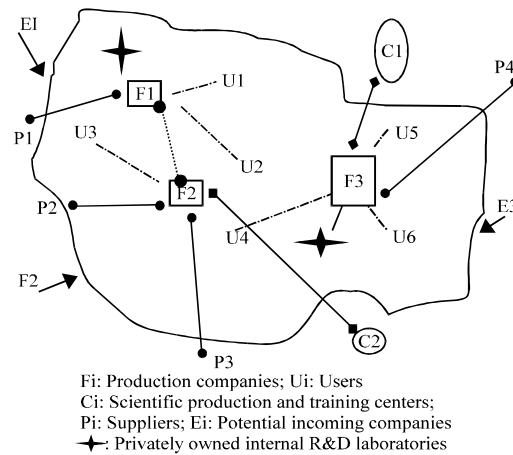 EI
C1
P4
F1
U1
P1
U3
U5
U2
F3
F2
P2
E3
U4
U6
F2
C2
P3
Fi: Production companies; Ui: Users
Ci: Scientific production and training centers;
Pi: Suppliers; Ei: Potential incoming companies
: Privately owned internal R&D laboratories